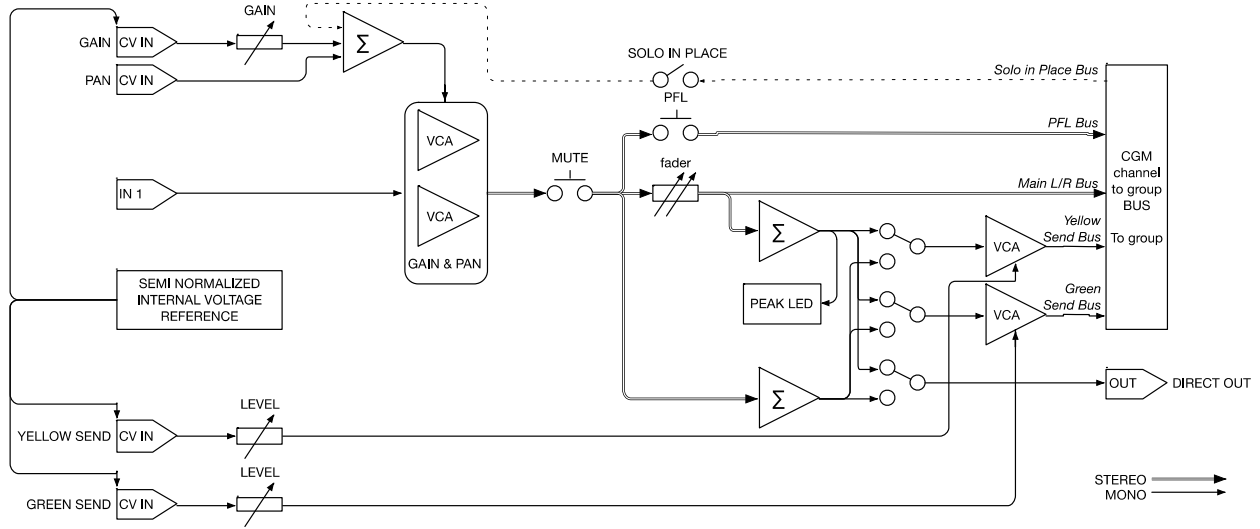 GAIN
GAIN
CV IN
Σ
PAN
CV IN
SOLO IN PLACE
Solo in Place Bus
PFL
PFL Bus
VCA
CGM
channel
to group
BUS
To group
MUTE
fader
IN 1
Main L/R Bus
VCA
Σ
Yellow
Send Bus
VCA
GAIN & PAN
SEMI NORMALIZED
INTERNAL VOLTAGE
REFERENCE
PEAK LED
Green
Send Bus
VCA
Σ
OUT
DIRECT OUT
LEVEL
YELLOW SEND
CV IN
LEVEL
GREEN SEND
CV IN
STEREO
MONO